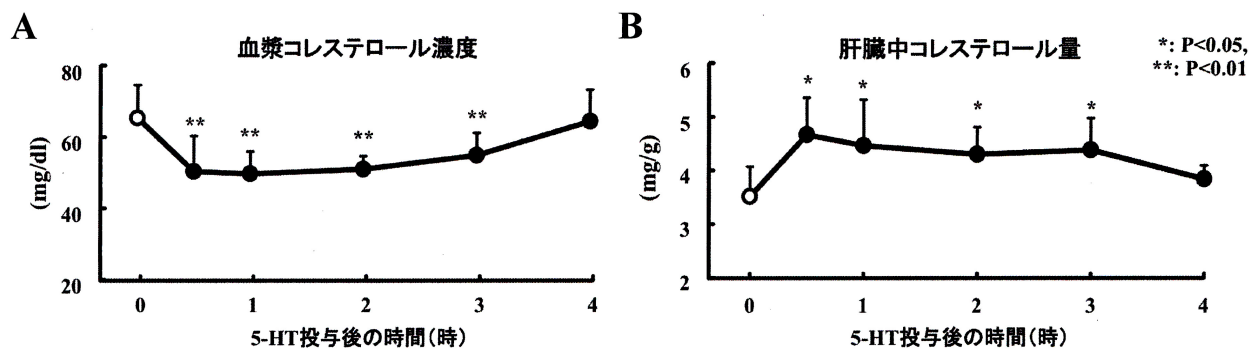 A
血漿コレステロール濃度
80
60
40
20
(mg/dl)
** ** ** **
0 1 2 3 4
5-HT投与後の時間(時)
B
肝臓中コレステロール量
*: P<0.05,
**: P<0.01
6
5
4
3
2
(mg/g)
* * * *
0 1 2 3 4
5-HT投与後の時間(時)